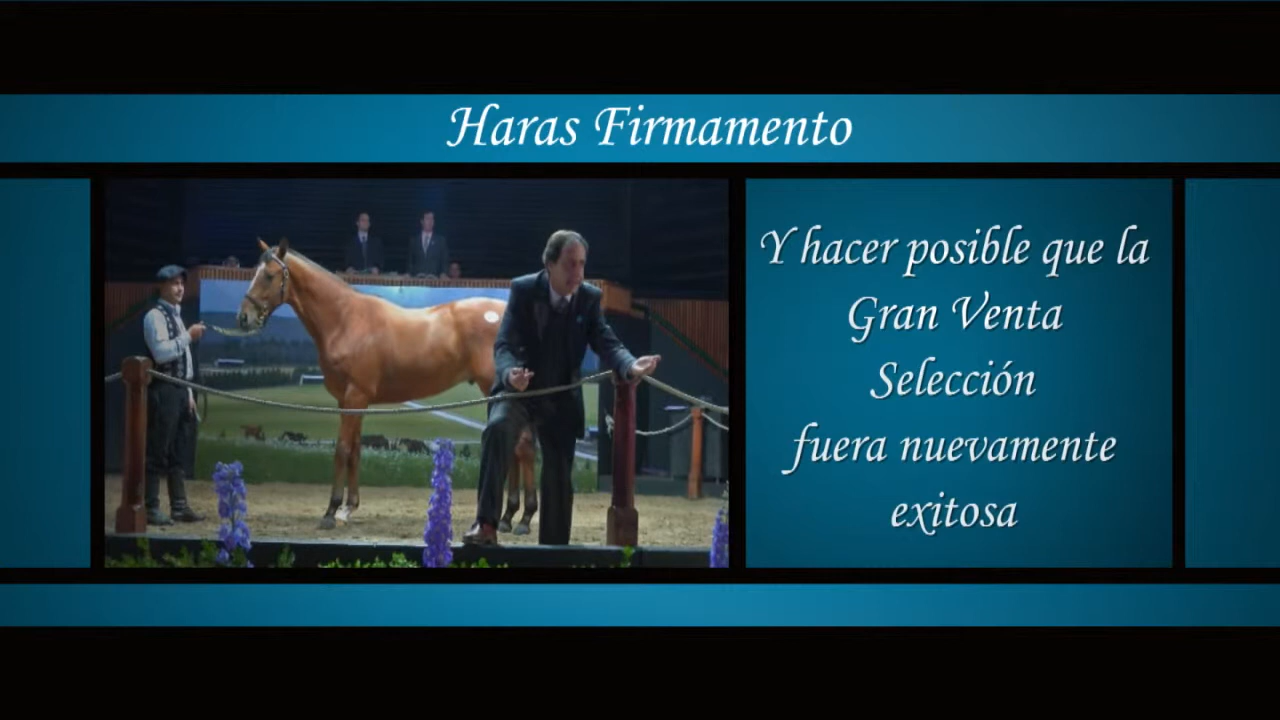 Haras Firmamento
Y hacer posible que la
Gran Venta
Selección
fuera nuevamente
exitosa